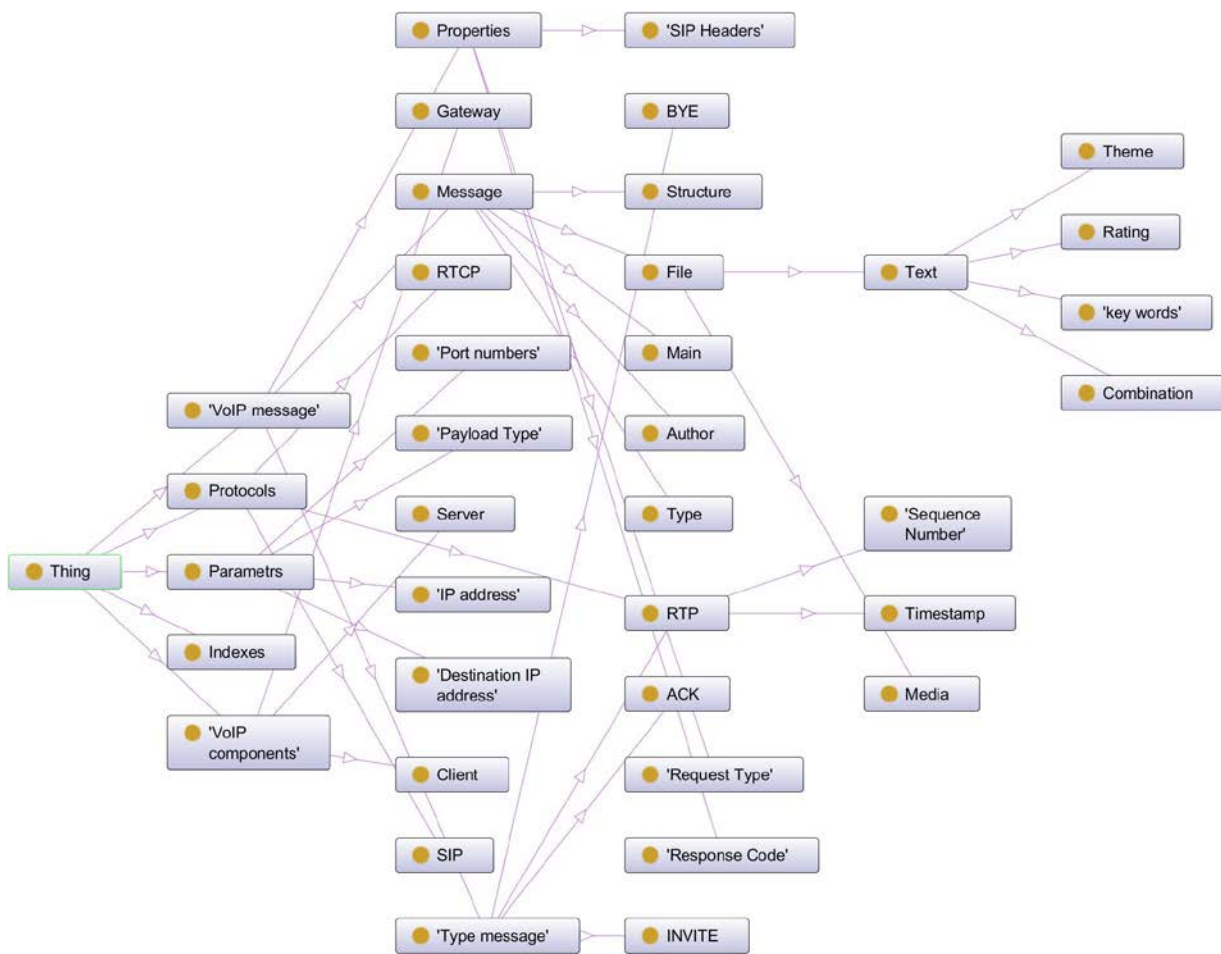 Properties
'SIP Headers'
Gateway
BYE
Message
Structure
Theme
Rating
RTCP
File
Text
'key words'
'Port numbers'
Main
Combination
'VoIP message'
'Payload Type'
Author
Protocols
Server
Type
'Sequence
Number'
Thing
Parametrs
'IP address'
RTP
Timestamp
Indexes
'Destination IP
address'
ACK
Media
'VoIP
components'
Client
'Request Type'
SIP
'Response Code'
'Type message'
INVITE